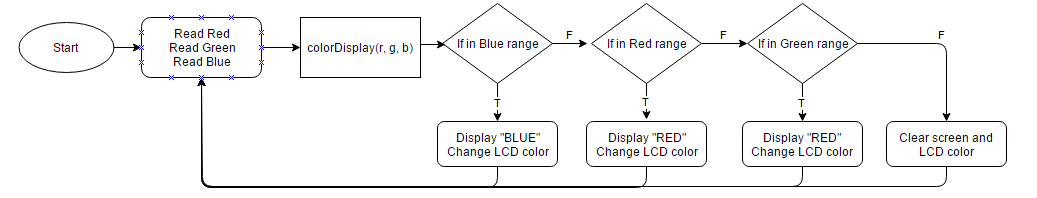 Start
Read Red
Read Green
Read Blue
colorDisplay(r, g, b)
If in Blue range
F
If in Red range
F
If in Green range
F
T
T
T
Display "BLUE"
Change LCD color
Display "RED"
Change LCD color
Display "RED"
Change LCD color
Clear screen and
LCD color